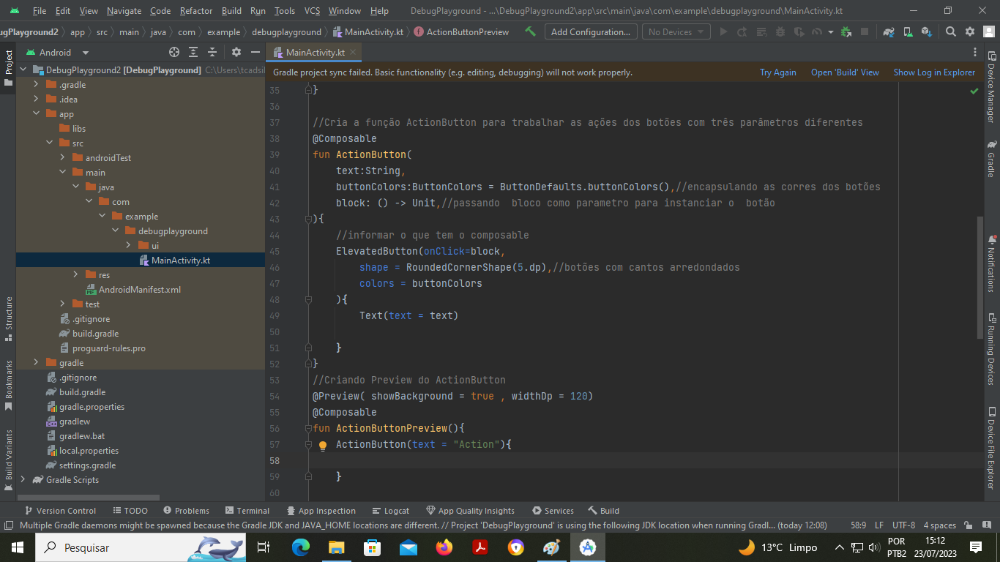 File Edit View Navigate Code Refactor Build Run Tools VCS Window Help DebugPlayground - ...\DebugPlayground2\app\src\main\java\com\example\debugplayground\MainActivity.kt
ugPlayground2 app src main java com example debugplayground MainActivity.kt ActionButtonPreview Add Configuration... No Devices
Project
Android
MainActivity.kt
DebugPlayground2 [DebugPlayground] C:\Users\tcadsil
.gradle
.idea
app
libs
src
androidTest
main
java
com
example
debugplayground
ui
MainActivity.kt
res
AndroidManifest.xml
test
.gitignore
build.gradle
proguard-rules.pro
gradle
.gitignore
build.gradle
gradle.properties
gradlew
gradlew.bat
local.properties
settings.gradle
Gradle Scripts
Structure
Bookmarks
Build Variants
Gradle project sync failed. Basic functionality (e.g. editing, debugging) will not work properly. Try Again Open 'Build' View Show Log in Explorer
35 }
36
37 //Cria a função ActionButton para trabalhar as ações dos botões com três parâmetros diferentes
38 @Composable
39 fun ActionButton(
40 text:String,
41 buttonColors:ButtonColors = ButtonDefaults.buttonColors(),//encapsulando as corres dos botões
42 block: () -> Unit,//passando  bloco como parametro para instanciar o  botão
43 ){
44 //informar o que tem o composable
45 ElevatedButton(onClick=block,
46 shape = RoundedCornerShape(5.dp),//botões com cantos arredondados
47 colors = buttonColors
48 ){
49 Text(text = text)
50
51 }
52 }
53 //Criando Preview do ActionButton
54 @Preview( showBackground = true , widthDp = 120)
55 @Composable
56 fun ActionButtonPreview(){
57 ActionButton(text = "Action"){
58
59 }
60
Device Manager
Gradle
Notifications
Running Devices
Device File Explorer
Version Control TODO Problems Terminal App Inspection Logcat App Quality Insights Services Build
Multiple Gradle daemons might be spawned because the Gradle JDK and JAVA_HOME locations are different. // Project 'DebugPlayground' is using the following JDK location when running Gradl... (today 12:08) 58:9 LF UTF-8 4 spaces
Pesquisar
13°C Limpo
POR
PTB2
15:12
23/07/2023